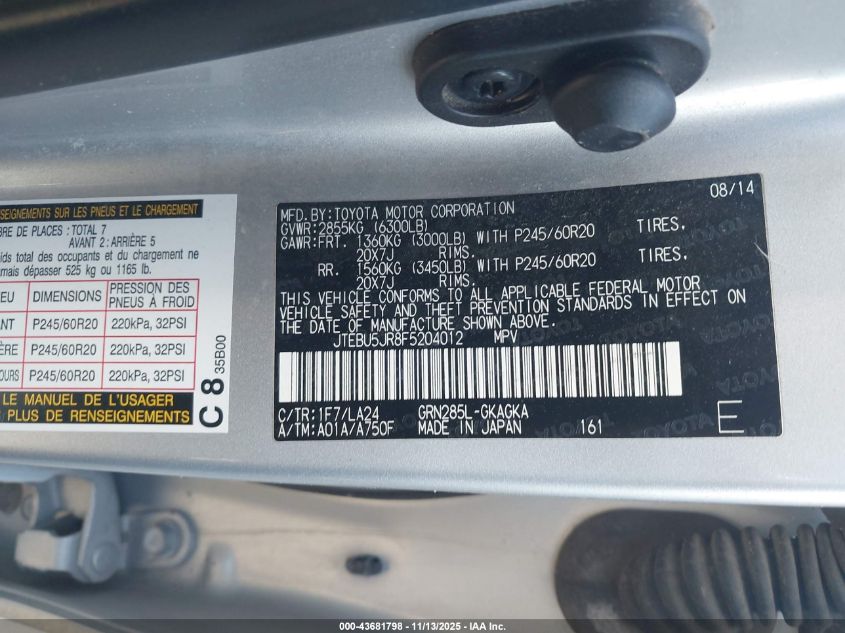 SEIGNEMENTS SUR LES PNEUS ET LE CHARGEMENT
BRE DE PLACES : TOTAL 7
AVANT 2 : ARRIÈRE 5
ids total des occupants et du chargement ne
mais dépasser 525 kg ou 1165 lb.
EU DIMENSIONS PRESSION DES PNEUS À FROID
NT P245/60R20 220kPa, 32PSI
ÈRE P245/60R20 220kPa, 32PSI
OURS P245/60R20 220kPa, 32PSI
LE MANUEL DE L'USAGER
PLUS DE RENSEIGNEMENTS
C 8 35B00
08/14
MFD. BY: TOYOTA MOTOR CORPORATION
GVWR: 2855KG (6300LB)
GAWR: FRT. 1360KG (3000LB) WITH P245/60R20 TIRES.
20X7J RIMS.
RR. 1560KG (3450LB) WITH P245/60R20 TIRES.
20X7J RIMS.
THIS VEHICLE CONFORMS TO ALL APPLICABLE FEDERAL MOTOR
VEHICLE SAFETY AND THEFT PREVENTION STANDARDS IN EFFECT ON
THE DATE OF MANUFACTURE SHOWN ABOVE.
JTEBU5JR8F5204012 MPV
C/TR: 1F7/LA24 GRN285L-GKAGKA
A/TM: A01A/A750F MADE IN JAPAN 161 E
000-43681798 - 11/13/2025 - IAA Inc.